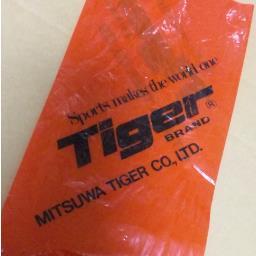 Sports makes the world one
Tiger®
BRAND
MITSUWA TIGER CO., LTD.